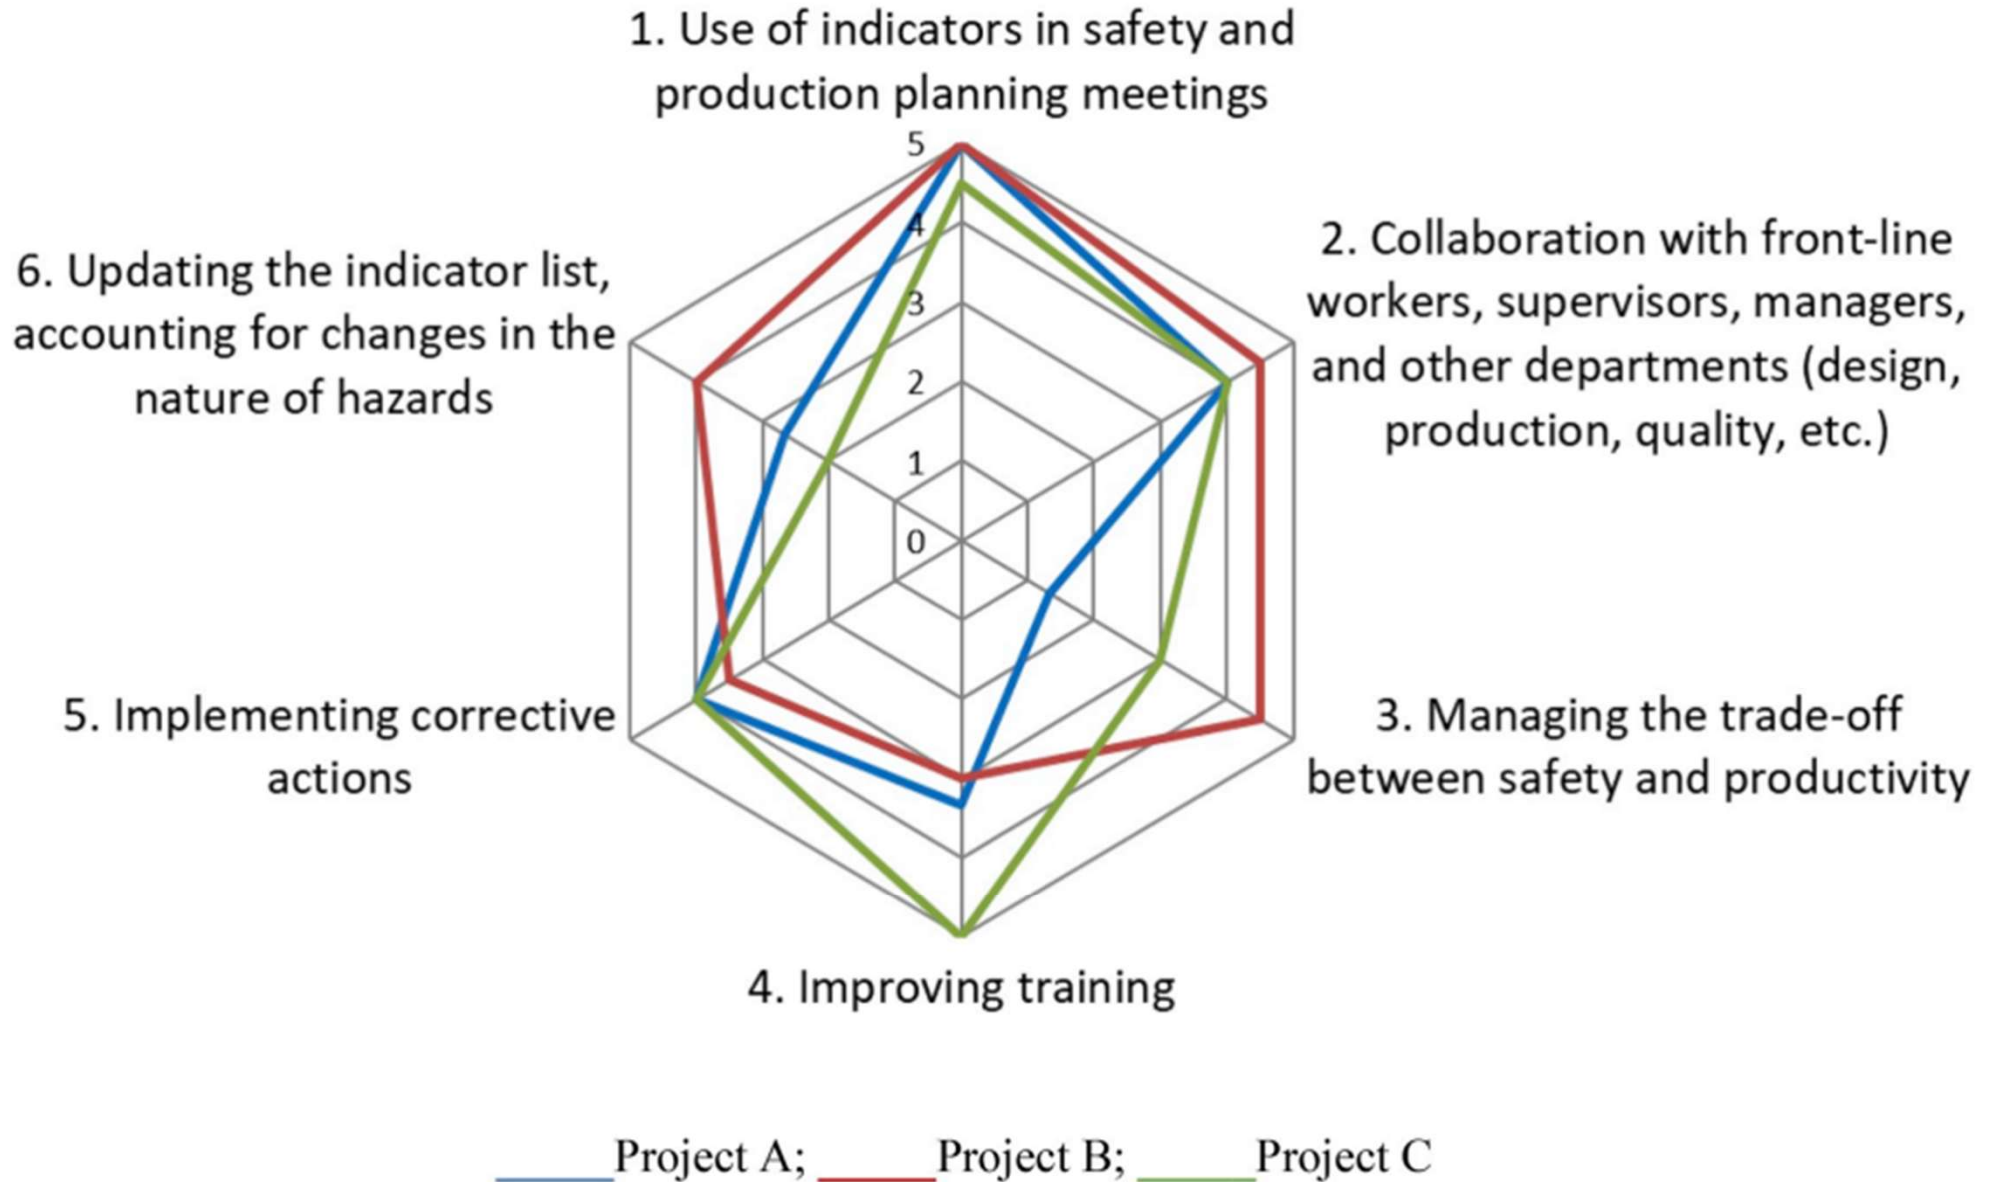 1. Use of indicators in safety and
production planning meetings
5
4
3
2
1
0
2. Collaboration with front-line
workers, supervisors, managers,
and other departments (design,
production, quality, etc.)
3. Managing the trade-off
between safety and productivity
4. Improving training
5. Implementing corrective
actions
6. Updating the indicator list,
accounting for changes in the
nature of hazards
Project A; Project B; Project C